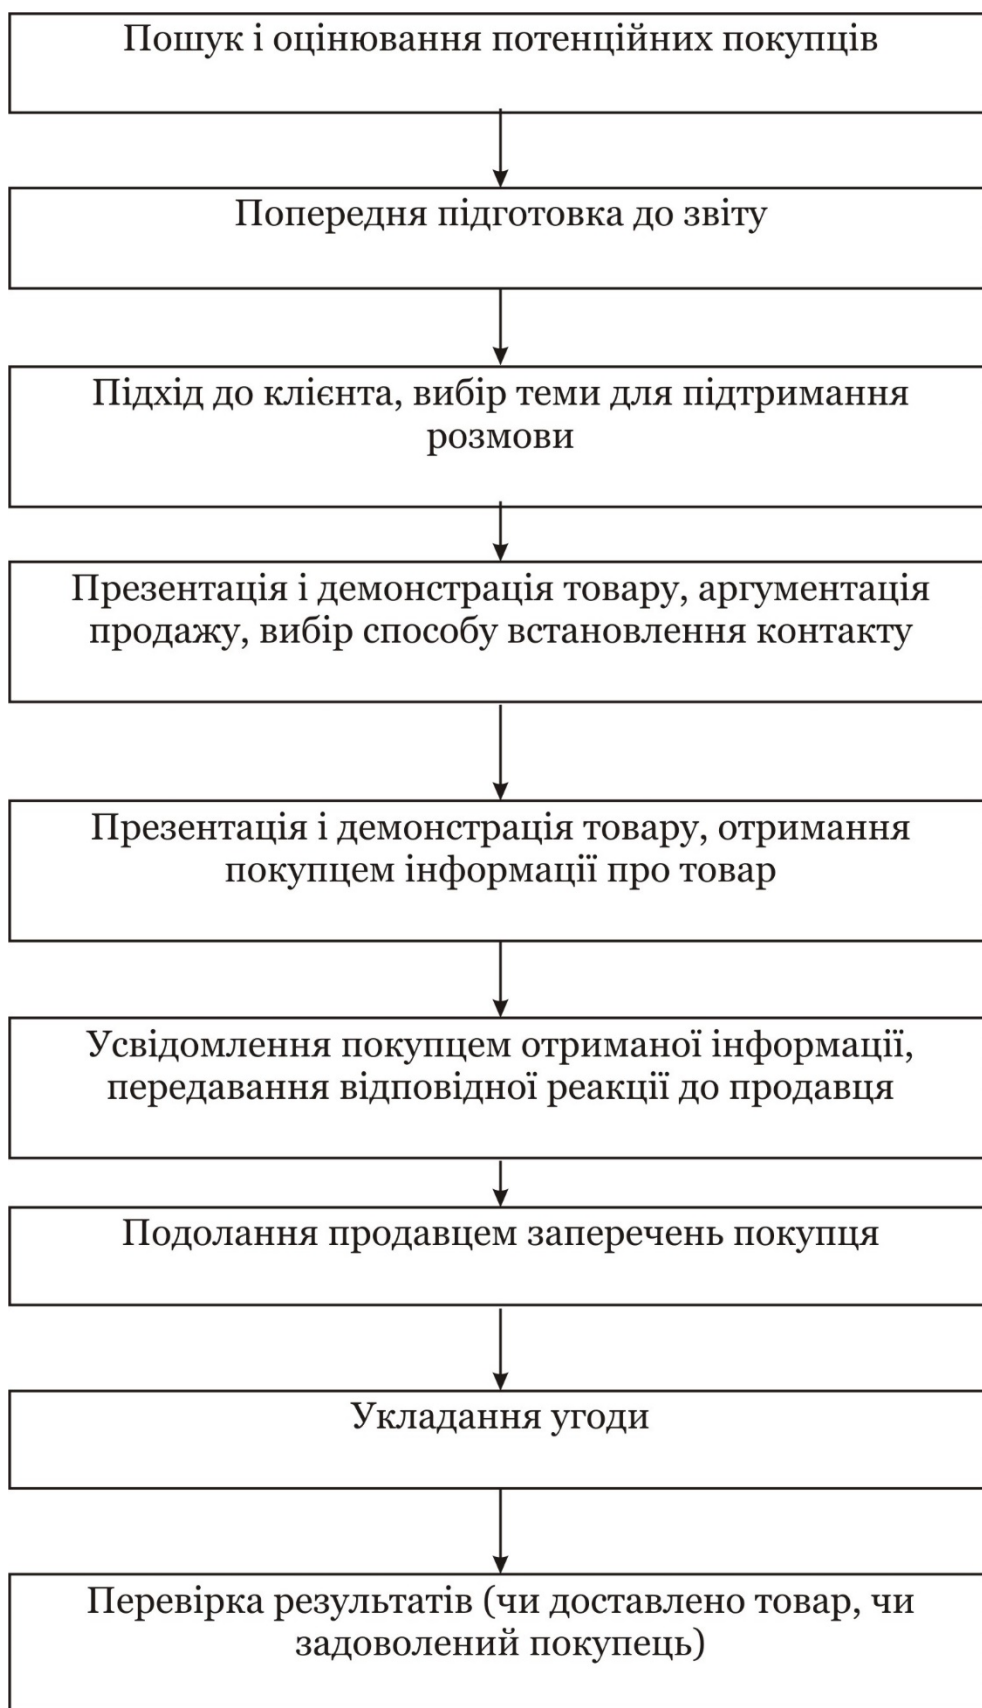 Пошук і оцінювання потенційних покупців
Попередня підготовка до звіту
Підхід до клієнта, вибір теми для підтримання
розмови
Презентація і демонстрація товару, аргументація
продажу, вибір способу встановлення контакту
Презентація і демонстрація товару, отримання
покупцем інформації про товар
Усвідомлення покупцем отриманої інформації,
передавання відповідної реакції до продавця
Подолання продавцем заперечень покупця
Укладання угоди
Перевірка результатів (чи доставлено товар, чи
задоволений покупець)